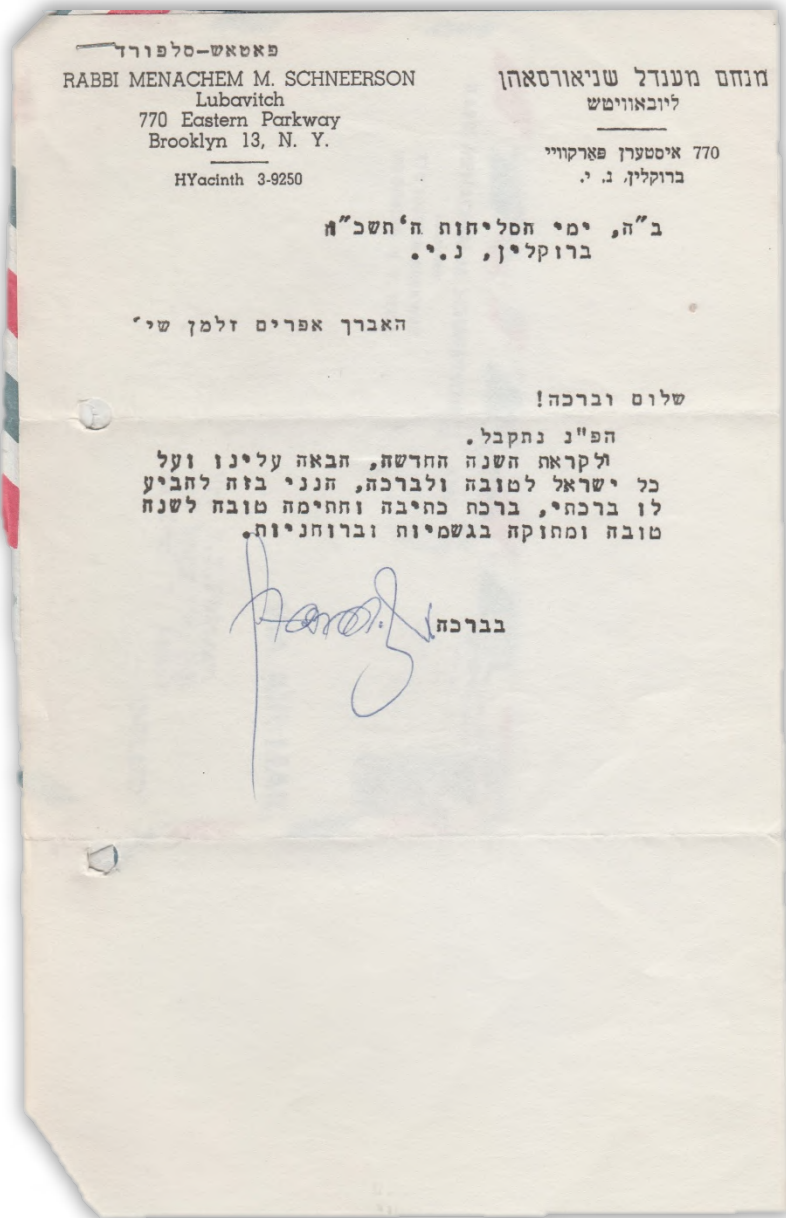 פאטאש-סלפורד
RABBI MENACHEM M. SCHNEERSON
Lubavitch
770 Eastern Parkway
Brooklyn 13, N. Y.
HYacinth 3-9250
מנחם מענדל שניאורסאהן
ליובאוויטש
770 איסטערן פּאַרקוויי
ברוקלין, נ. י.
ב"ה, ימי הסליחות ה'תשכ"ח
ברוקלין, נ.י.
האברך אפרים זלמן שי'
שלום וברכה!
הפ"נ נתקבל.
ולקראת השנה החדשה, הבאה עלינו ועל
כל ישראל לטובה ולברכה, הנני בזה להביע
לו ברכתי, ברכת כתיבה וחתימה טובה לשנה
טובה ומתוקה בגשמיות וברוחניות.
בברכה